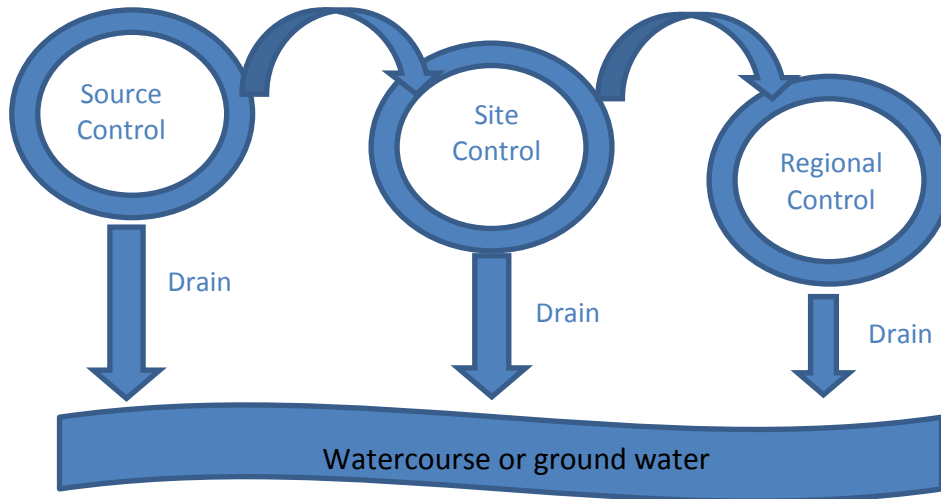 Source
Control
Site
Control
Regional
Control
Drain
Drain
Drain
Watercourse or ground water